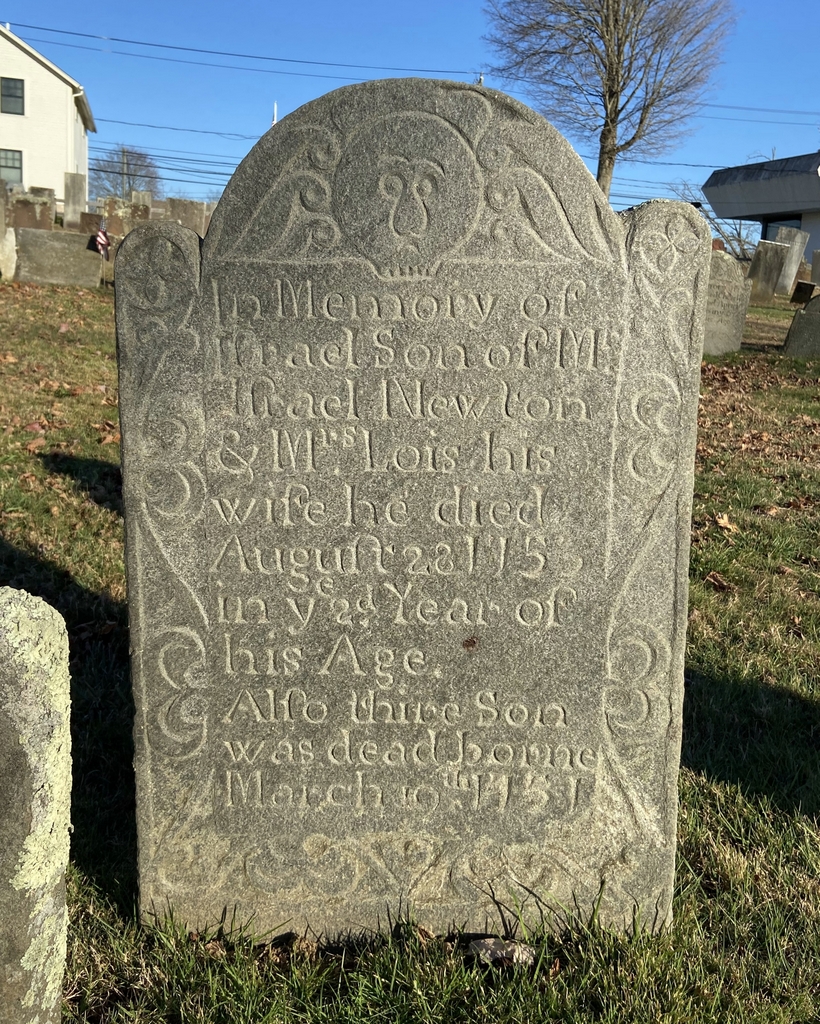 In Memory of
Iſrael Son of Mʳ.
Iſrael Newton
& Mʳˢ. Lois his
wife he died
Auguſt 28 1753
in yᵉ 2ᵈ Year of
his Age.
Alſo thire Son
was dead borne
March 19ᵗʰ 1751